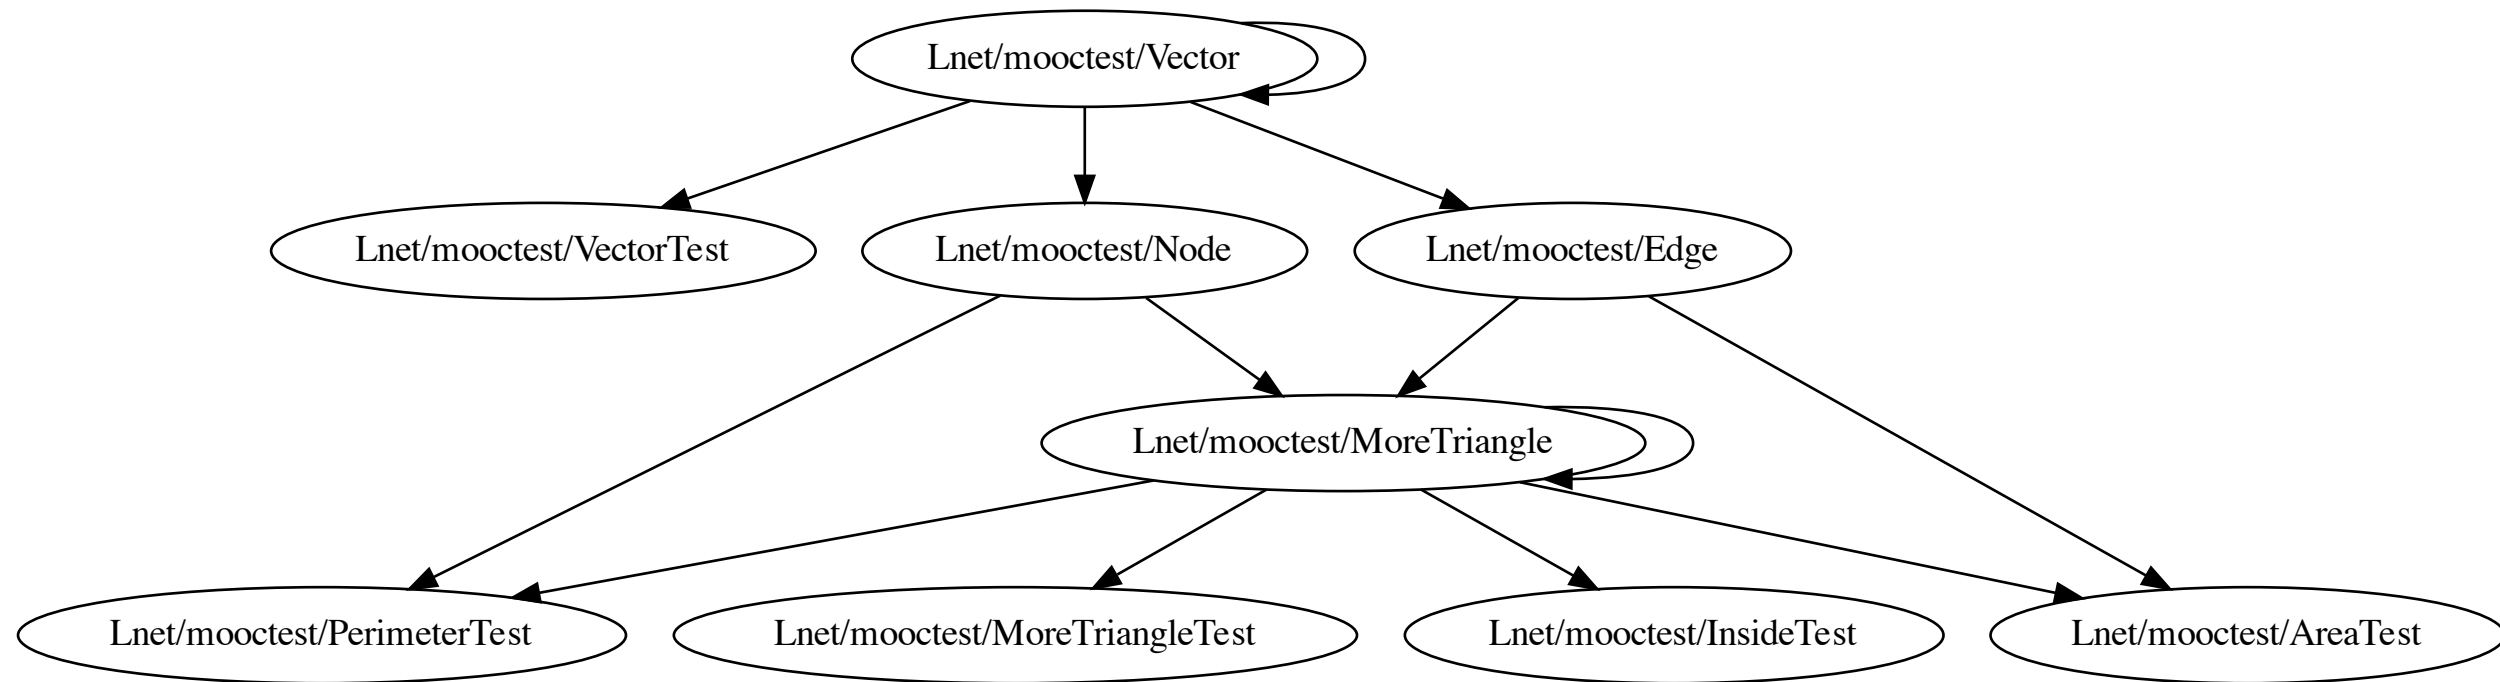 Lnet/mooctest/Vector
Lnet/mooctest/VectorTest
Lnet/mooctest/Node
Lnet/mooctest/Edge
Lnet/mooctest/MoreTriangle
Lnet/mooctest/PerimeterTest
Lnet/mooctest/MoreTriangleTest
Lnet/mooctest/InsideTest
Lnet/mooctest/AreaTest